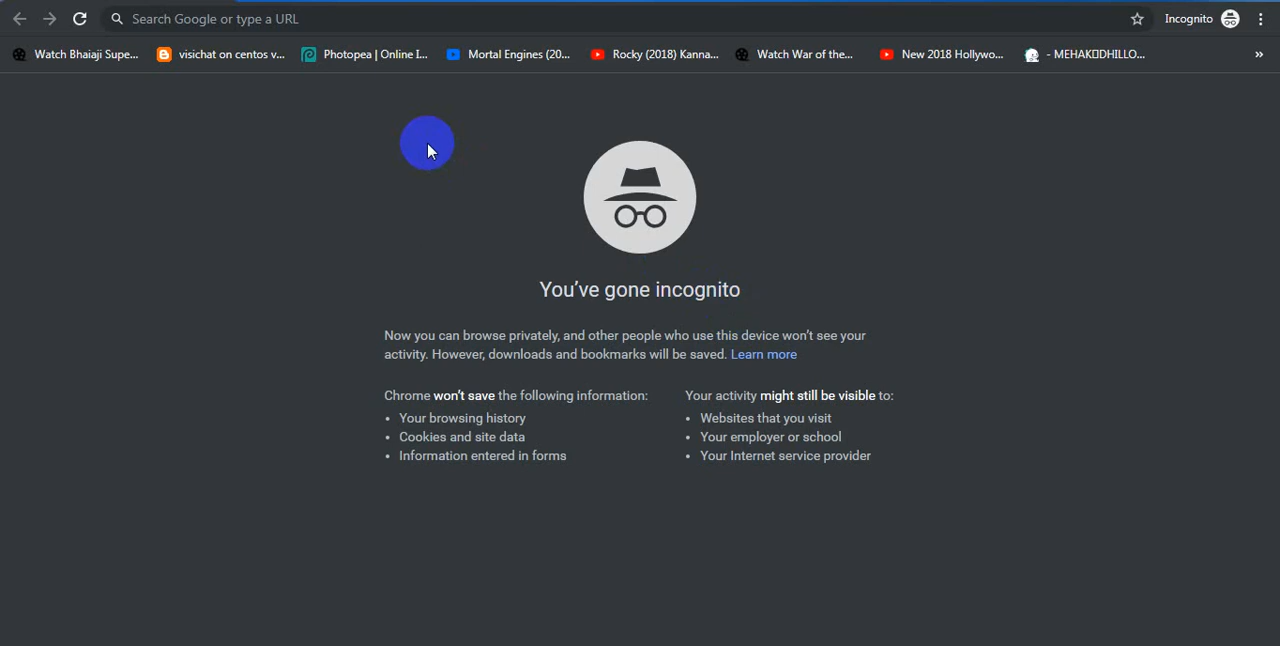 Search Google or type a URL
Incognito
Watch Bhaiaji Supe...
visichat on centos v...
Photopea | Online I...
Mortal Engines (20...
Rocky (2018) Kanna...
Watch War of the...
New 2018 Hollywo...
- MEHAK▯DHILLO...
»
You've gone incognito
Now you can browse privately, and other people who use this device won't see your
activity. However, downloads and bookmarks will be saved. Learn more
Chrome won't save the following information:
• Your browsing history
• Cookies and site data
• Information entered in forms
Your activity might still be visible to:
• Websites that you visit
• Your employer or school
• Your Internet service provider